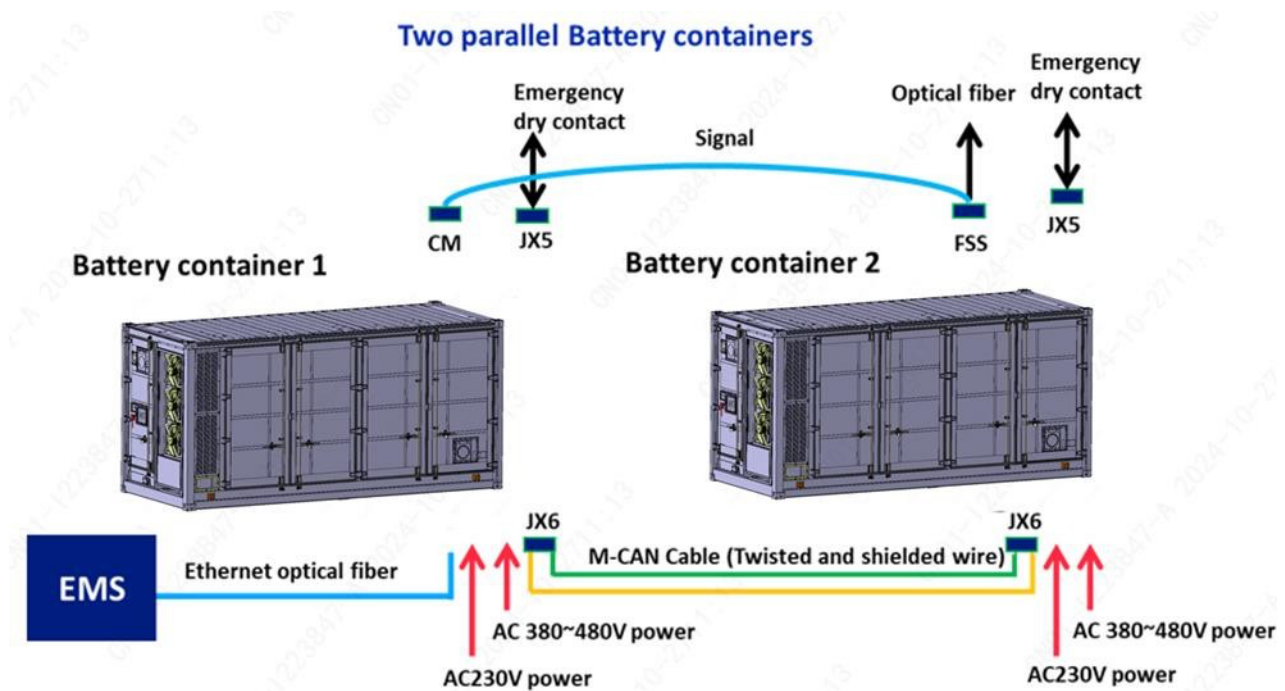 Two parallel Battery containers
Emergency
dry contact
Signal
Optical fiber
Emergency
dry contact
CM
JX5
FSS
JX5
Battery container 1
Battery container 2
JX6
JX6
EMS
Ethernet optical fiber
M-CAN Cable (Twisted and shielded wire)
AC 380~480V power
AC230V power
AC 380~480V power
AC230V power